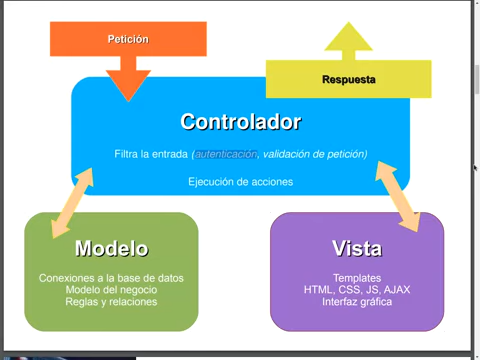 Petición
Respuesta
Controlador
Filtra la entrada (autenticación, validación de petición)
Ejecución de acciones
Modelo
Conexiones a la base de datos
Modelo del negocio
Reglas y relaciones
Vista
Templates
HTML, CSS, JS, AJAX
Interfaz gráfica